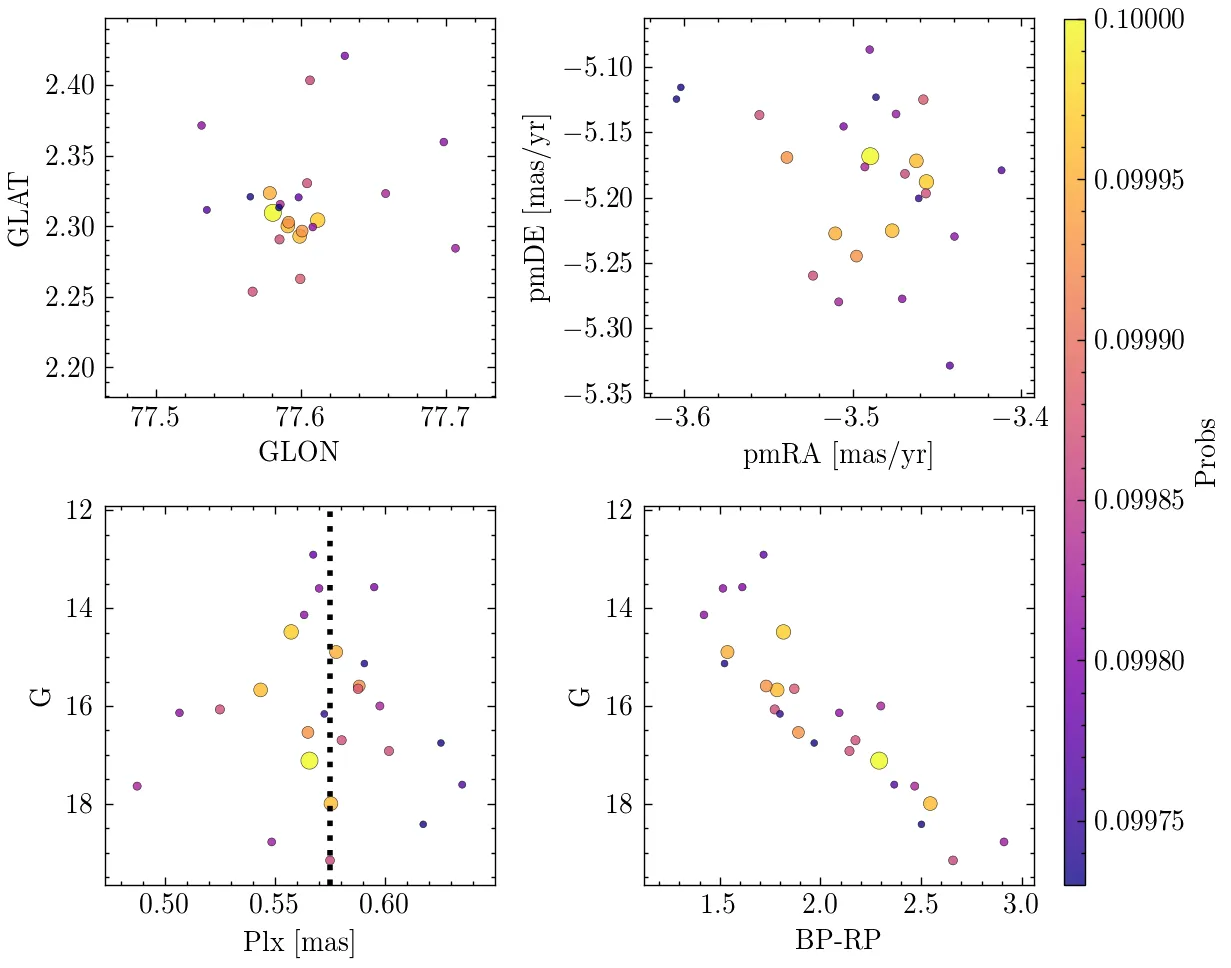 2.40
2.35
2.30
2.25
2.20
GLAT
77.5 77.6 77.7
GLON
−5.10
−5.15
−5.20
−5.25
−5.30
−5.35
pmDE [mas/yr]
−3.6 −3.5 −3.4
pmRA [mas/yr]
12
14
16
18
G
0.50 0.55 0.60
Plx [mas]
12
14
16
18
G
1.5 2.0 2.5 3.0
BP-RP
0.10000
0.09995
0.09990
0.09985
0.09980
0.09975
Probs